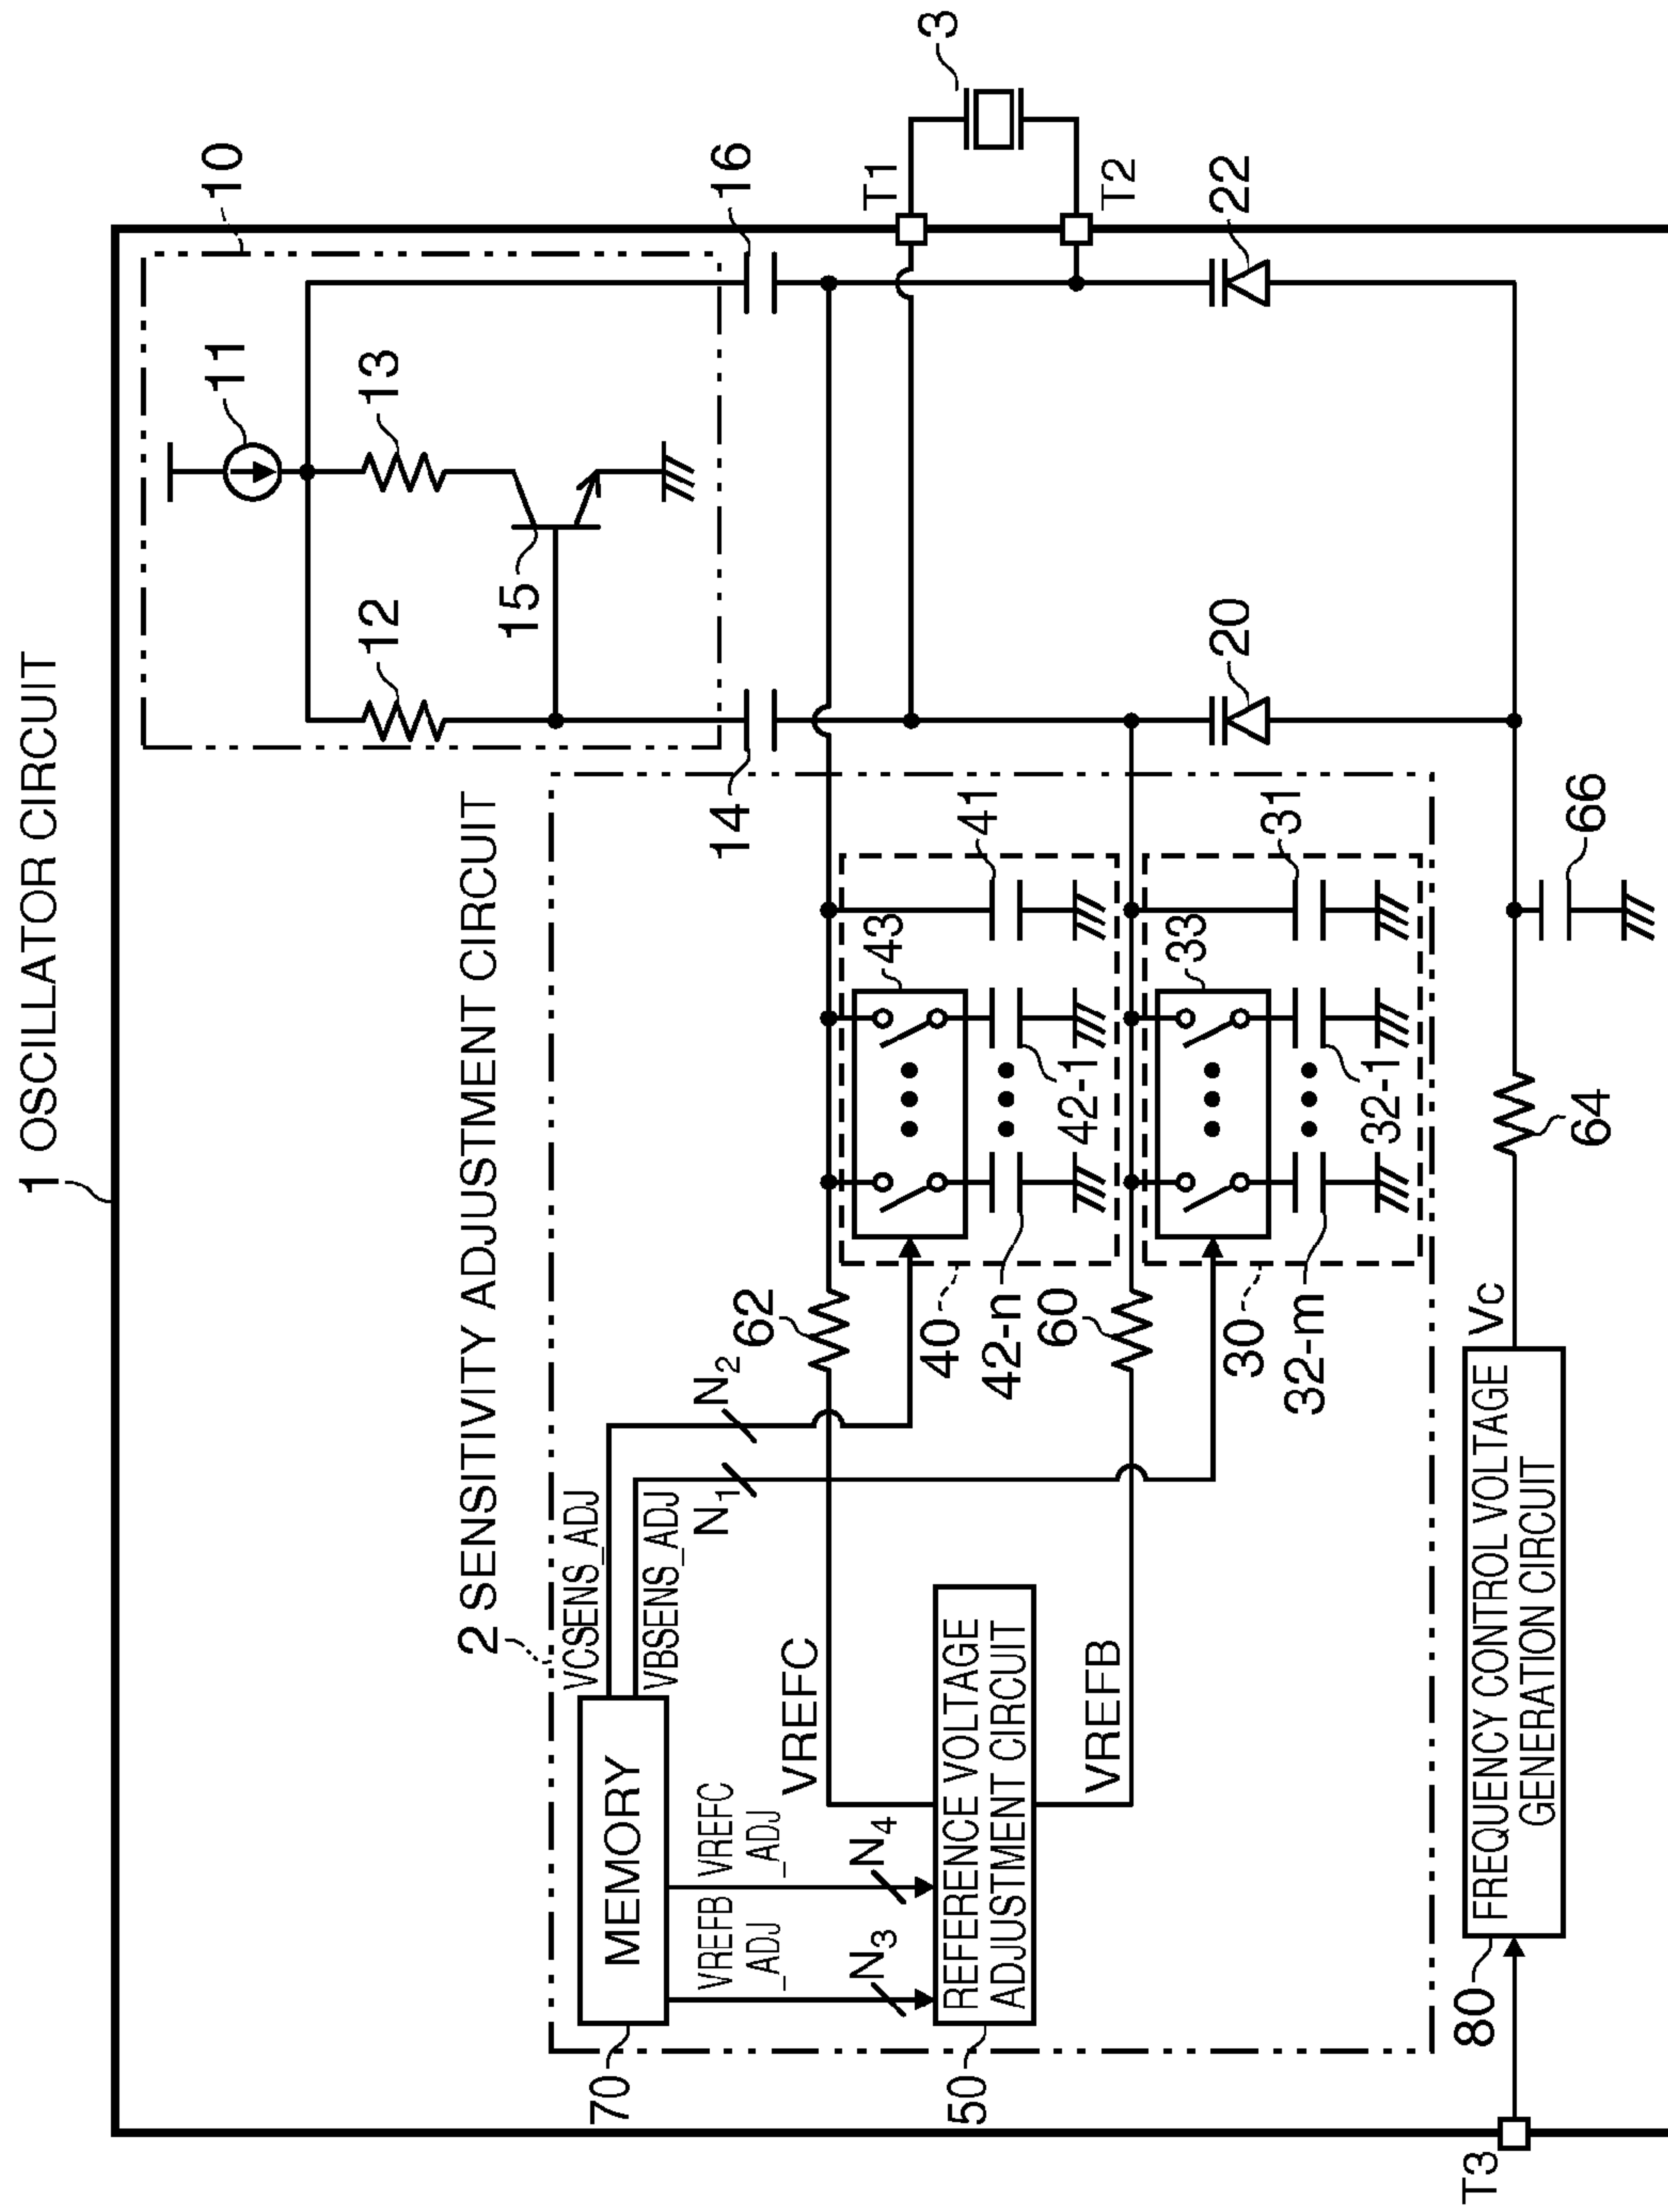 1 OSCILLATOR CIRCUIT
10
11
12
13
15
2 SENSITIVITY ADJUSTMENT CIRCUIT
14
16
70
MEMORY
VCSENS_ADJ
VBSENS_ADJ
N2
N1
VREFB
_ADJ
VREFC
_ADJ
N3
N4
VREFC
62
43
41
T1
3
40
42-n
42-1
50
REFERENCE VOLTAGE
ADJUSTMENT CIRCUIT
VREFB
60
33
31
T2
30
32-m
32-1
20
22
T3
80
FREQUENCY CONTROL VOLTAGE
GENERATION CIRCUIT
Vc
64
66